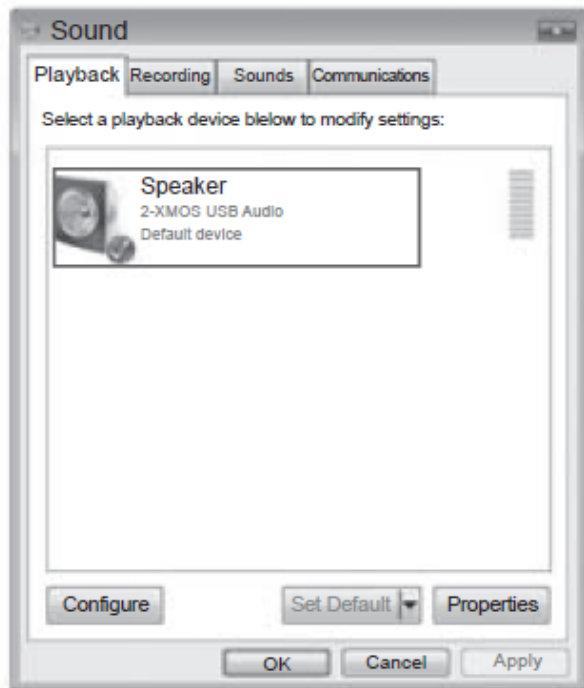 Sound
Playback Recording Sounds Communications
Select a playback device blelow to modify settings:
Speaker
2-XMOS USB Audio
Default device
Configure Set Default Properties
OK Cancel Apply